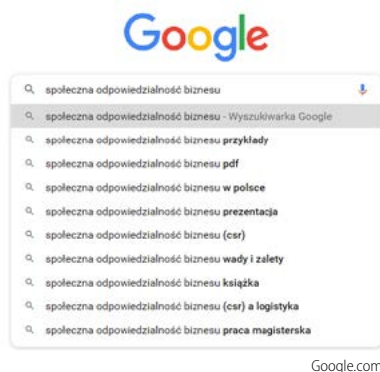 Google
społeczna odpowiedzialność biznesu
społeczna odpowiedzialność biznesu - Wyszukiwarka Google
społeczna odpowiedzialność biznesu przykłady
społeczna odpowiedzialność biznesu pdf
społeczna odpowiedzialność biznesu w polsce
społeczna odpowiedzialność biznesu prezentacja
społeczna odpowiedzialność biznesu (csr)
społeczna odpowiedzialność biznesu wady i zalety
społeczna odpowiedzialność biznesu książka
społeczna odpowiedzialność biznesu (csr) a logistyka
społeczna odpowiedzialność biznesu praca magisterska
Google.com